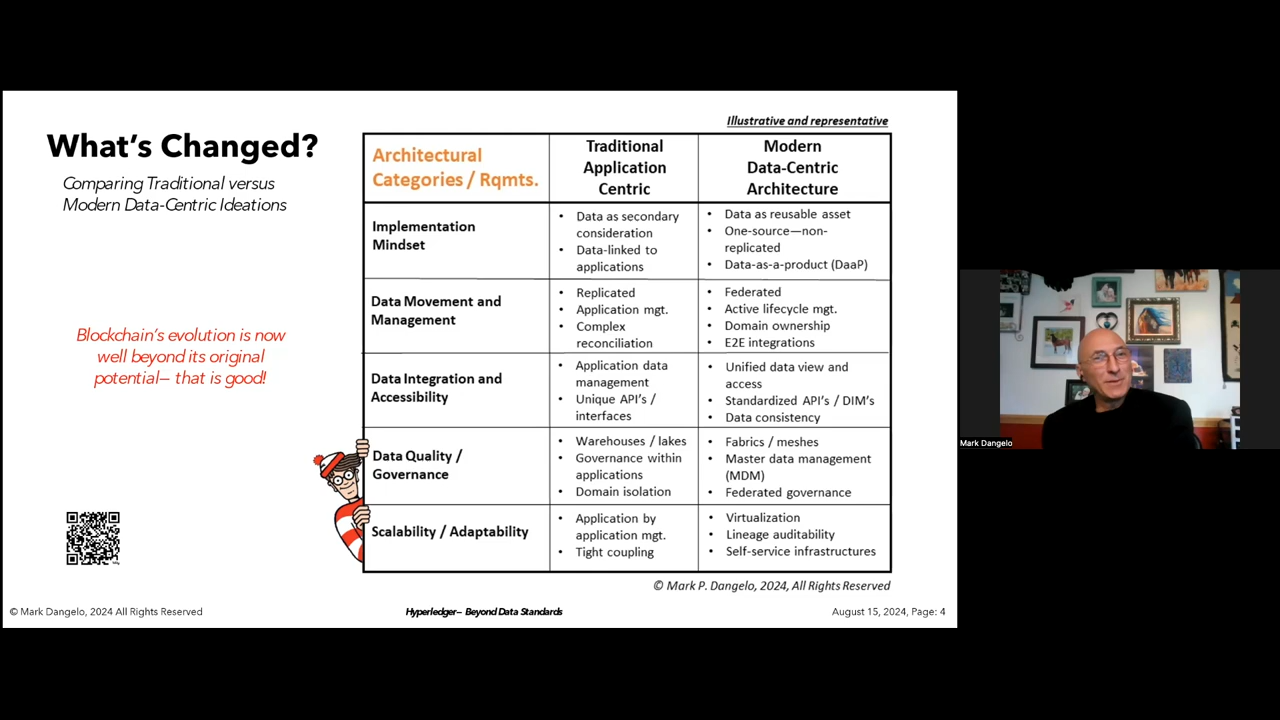 What's Changed?
Comparing Traditional versus
Modern Data-Centric Ideations
Blockchain's evolution is now
well beyond its original
potential– that is good!
Illustrative and representative
Architectural
Categories / Rqmts.
Traditional
Application
Centric
Modern
Data-Centric
Architecture
Implementation
Mindset
• Data as secondary
consideration
• Data-linked to
applications
• Data as reusable asset
• One-source—non-
replicated
• Data-as-a-product (DaaP)
Data Movement and
Management
• Replicated
• Application mgt.
• Complex
reconciliation
• Federated
• Active lifecycle mgt.
• Domain ownership
• E2E integrations
Data Integration and
Accessibility
• Application data
management
• Unique API's /
interfaces
• Unified data view and
access
• Standardized API's / DIM's
• Data consistency
Data Quality /
Governance
• Warehouses / lakes
• Governance within
applications
• Domain isolation
• Fabrics / meshes
• Master data management
(MDM)
• Federated governance
Scalability / Adaptability
• Application by
application mgt.
• Tight coupling
• Virtualization
• Lineage auditability
• Self-service infrastructures
© Mark P. Dangelo, 2024, All Rights Reserved
© Mark Dangelo, 2024 All Rights Reserved
Hyperledger– Beyond Data Standards
August 15, 2024, Page: 4
Mark Dangelo